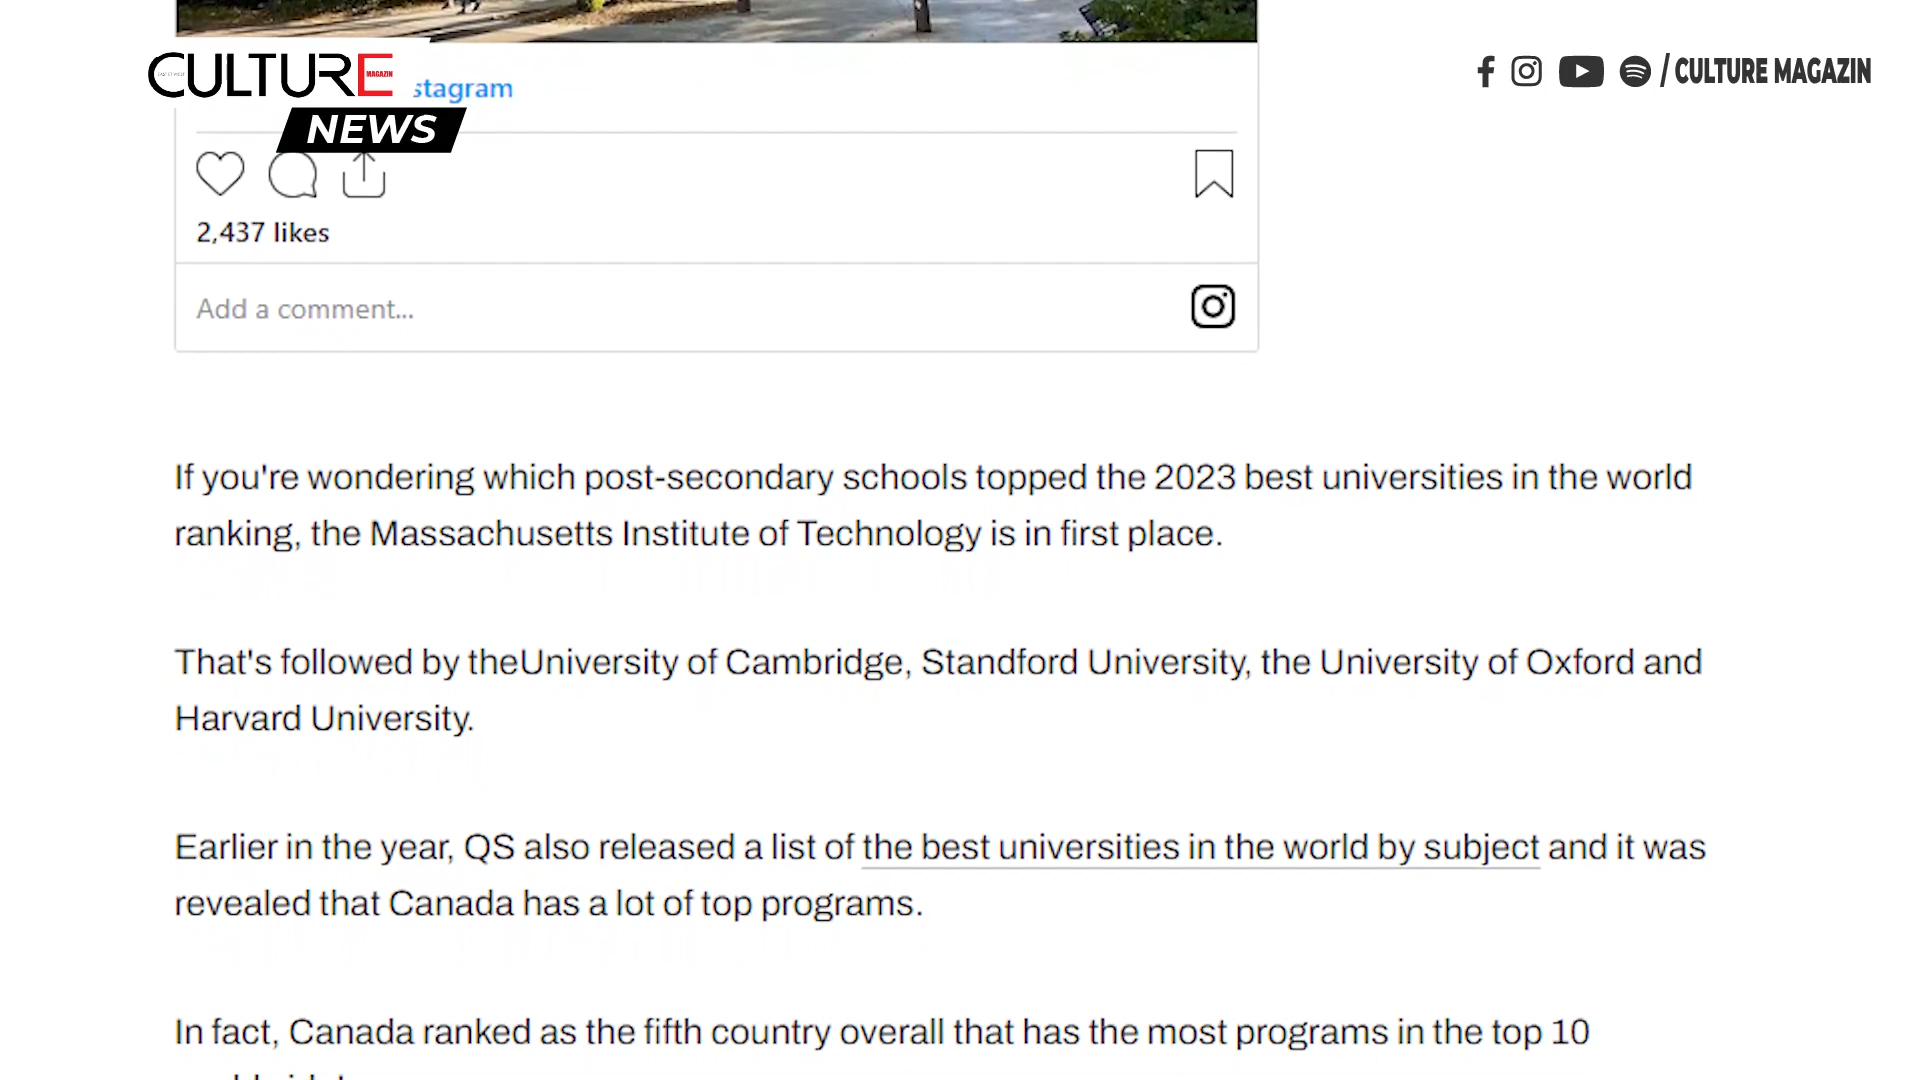 CULTURE
MAGAZIN
NEWS
/ CULTURE MAGAZIN
stagram
2,437 likes
Add a comment...
If you're wondering which post-secondary schools topped the 2023 best universities in the world
ranking, the Massachusetts Institute of Technology is in first place.
That's followed by theUniversity of Cambridge, Standford University, the University of Oxford and
Harvard University.
Earlier in the year, QS also released a list of the best universities in the world by subject and it was
revealed that Canada has a lot of top programs.
In fact, Canada ranked as the fifth country overall that has the most programs in the top 10